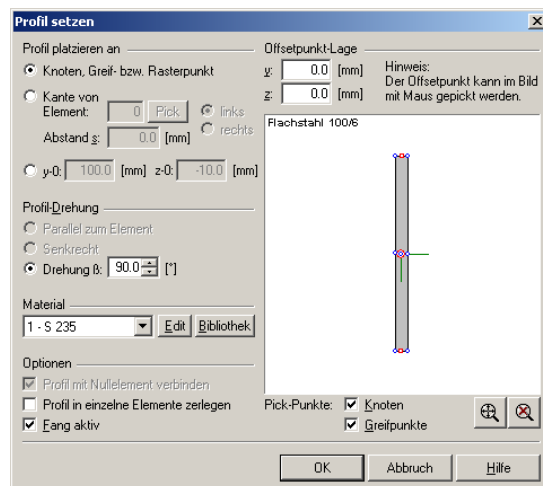 Profil setzen
Profil platzieren an
Knoten, Greif- bzw. Rasterpunkt
Kante von
Element: 0 Pick links
rechts
Abstand s: 0.0 [mm]
y-0: 100.0 [mm] z-0: -10.0 [mm]
Profil-Drehung
Parallel zum Element
Senkrecht
Drehung ß: 90.0 [°]
Material
1 - S 235 Edit Bibliothek
Optionen
Profil mit Nullelement verbinden
Profil in einzelne Elemente zerlegen
Fang aktiv
Offsetpunkt-Lage
y: 0.0 [mm]
z: 0.0 [mm]
Hinweis:
Der Offsetpunkt kann im Bild
mit Maus gepickt werden.
Flachstahl 100/6
Pick-Punkte: Knoten
Greifpunkte
OK Abbruch Hilfe